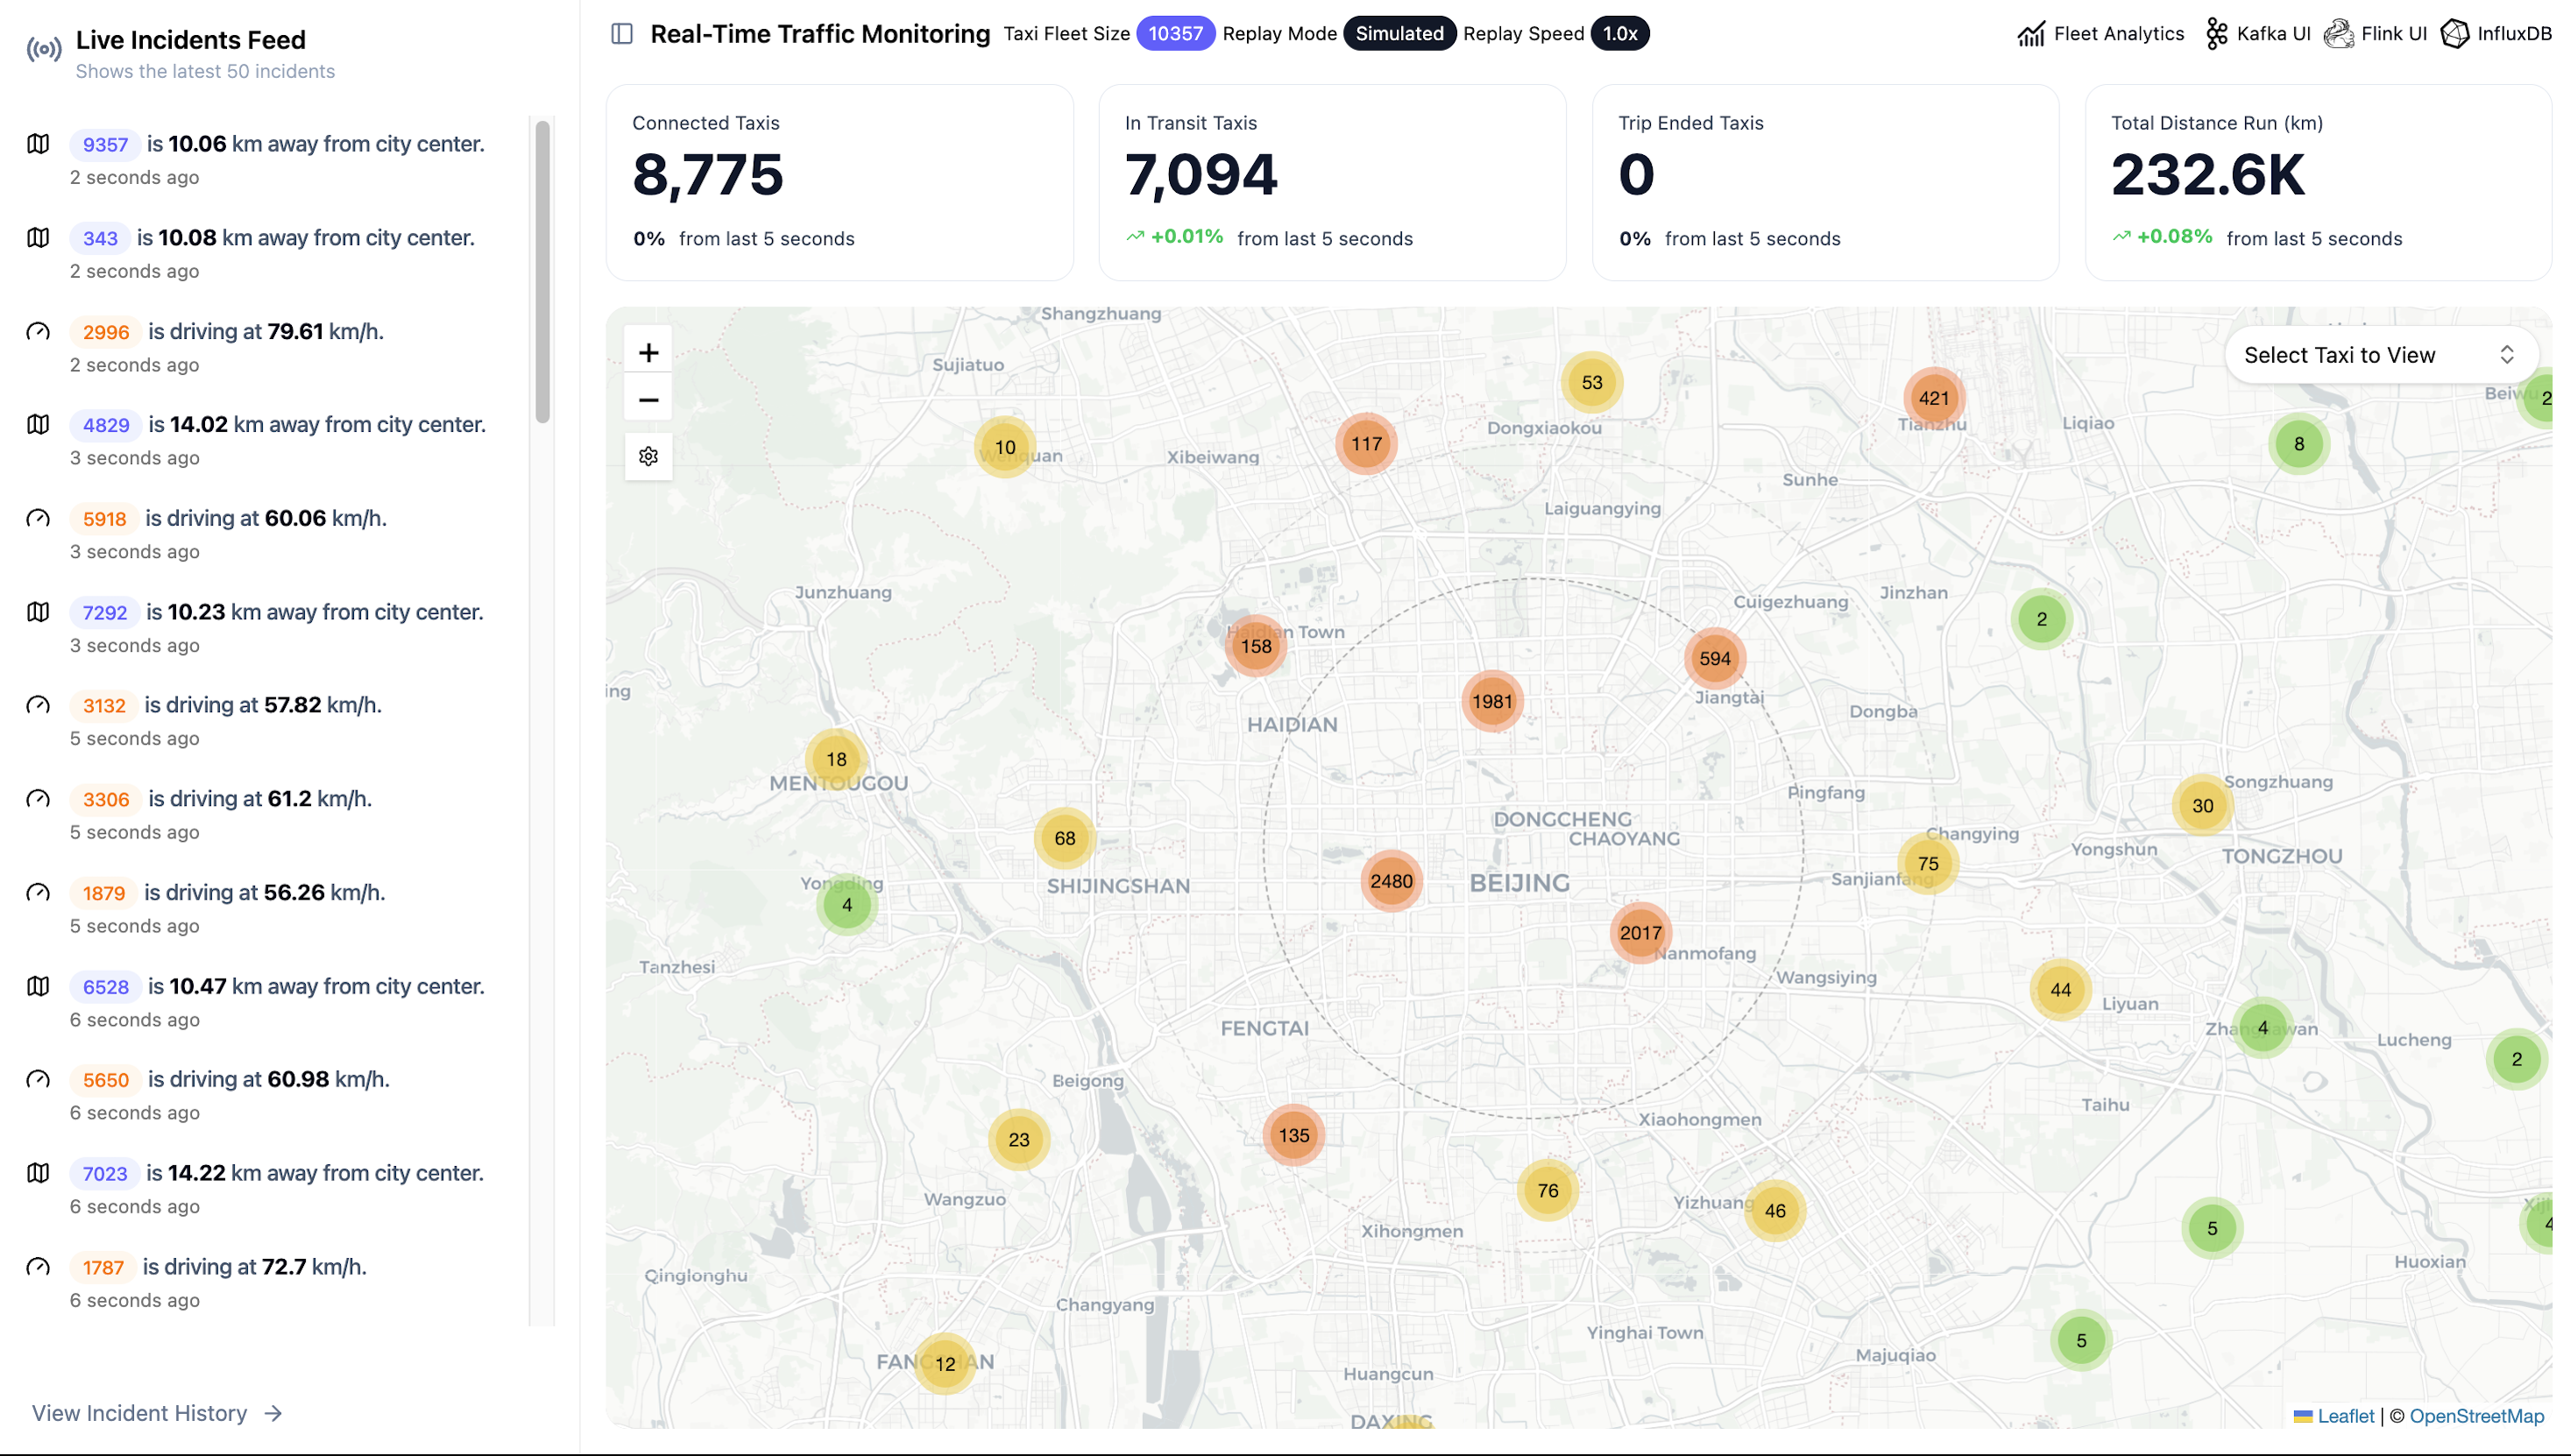 Live Incidents Feed
Shows the latest 50 incidents
9357 is 10.06 km away from city center.
2 seconds ago
343 is 10.08 km away from city center.
2 seconds ago
2996 is driving at 79.61 km/h.
2 seconds ago
4829 is 14.02 km away from city center.
3 seconds ago
5918 is driving at 60.06 km/h.
3 seconds ago
7292 is 10.23 km away from city center.
3 seconds ago
3132 is driving at 57.82 km/h.
5 seconds ago
3306 is driving at 61.2 km/h.
5 seconds ago
1879 is driving at 56.26 km/h.
5 seconds ago
6528 is 10.47 km away from city center.
6 seconds ago
5650 is driving at 60.98 km/h.
6 seconds ago
7023 is 14.22 km away from city center.
6 seconds ago
1787 is driving at 72.7 km/h.
6 seconds ago
View Incident History
Real-Time Traffic Monitoring Taxi Fleet Size 10357 Replay Mode Simulated Replay Speed 1.0x
Fleet Analytics Kafka UI Flink UI InfluxDB
Connected Taxis
8,775
0% from last 5 seconds
In Transit Taxis
7,094
+0.01% from last 5 seconds
Trip Ended Taxis
0
0% from last 5 seconds
Total Distance Run (km)
232.6K
+0.08% from last 5 seconds
+
−
Select Taxi to View
Shangzhuang
Sujiatuo
53
421
2
10
117
Dongxiaokou
Tianzhu
Liqiao
8
Xibeiwang
Sunhe
Laiguangying
Junzhuang
Cuigezhuang
Jinzhan
2
Haidian Town
158
594
ing
1981
Jiangtai
HAIDIAN
Dongba
18
MENTOUGOU
Pingfang
Songzhuang
30
68
DONGCHENG
CHAOYANG
Changying
Yongshun
75
TONGZHOU
Yongding
SHIJINGSHAN
2480
BEIJING
Sanjianfang
4
2017
Nanmofang
Tanzhesi
Wangsiying
44
Liyuan
FENGTAI
4
Lucheng
2
Beigong
Taihu
Xiaohongmen
23
135
76
Wangzuo
Yizhuang
46
Xihongmen
5
4
Huoxian
Qinglonghu
Changyang
Yinghai Town
5
Majuqiao
12
Huangcun
DAXING
Leaflet | © OpenStreetMap